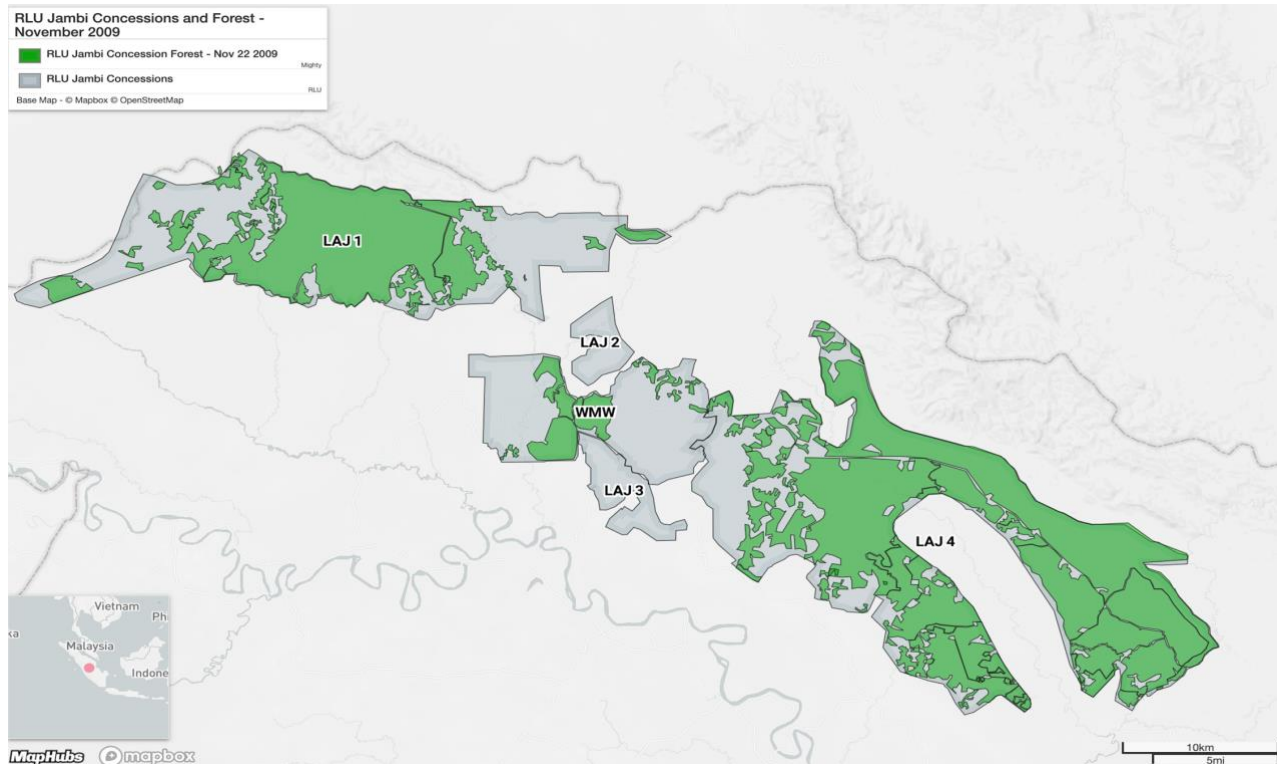 RLU Jambi Concessions and Forest -
November 2009
RLU Jambi Concession Forest - Nov 22 2009
Mighty
RLU Jambi Concessions
RLU
Base Map - © Mapbox © OpenStreetMap
LAJ 1
LAJ 2
WMW
LAJ 3
LAJ 4
Vietnam
Ph
ka
Malaysia
Indone
MapHubs mapbox
10km
5mi